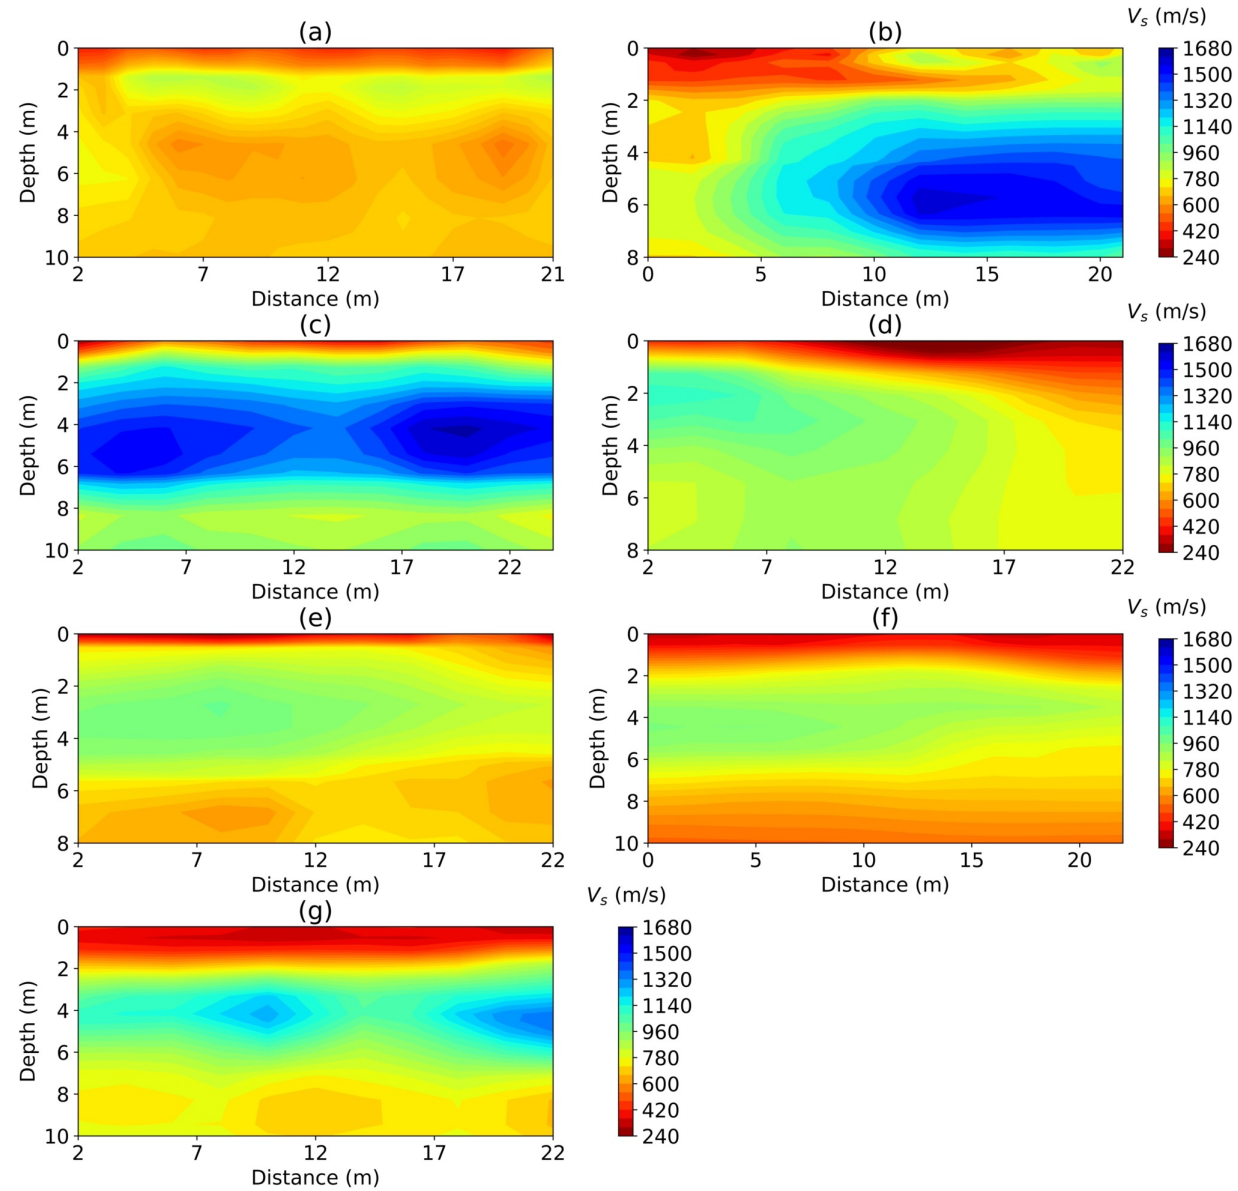 (a)
0
2
4
6
8
10
Depth (m)
2 7 12 17 21
Distance (m)
(b)
0
2
4
6
8
Depth (m)
0 5 10 15 20
Distance (m)
Vs (m/s)
1680
1500
1320
1140
960
780
600
420
240
(c)
0
2
4
6
8
10
Depth (m)
2 7 12 17 22
Distance (m)
(d)
0
2
4
6
8
Depth (m)
2 7 12 17 22
Distance (m)
Vs (m/s)
1680
1500
1320
1140
960
780
600
420
240
(e)
0
2
4
6
8
Depth (m)
2 7 12 17 22
Distance (m)
(f)
0
2
4
6
8
10
Depth (m)
0 5 10 15 20
Distance (m)
Vs (m/s)
1680
1500
1320
1140
960
780
600
420
240
(g)
0
2
4
6
8
10
Depth (m)
2 7 12 17 22
Distance (m)
Vs (m/s)
1680
1500
1320
1140
960
780
600
420
240